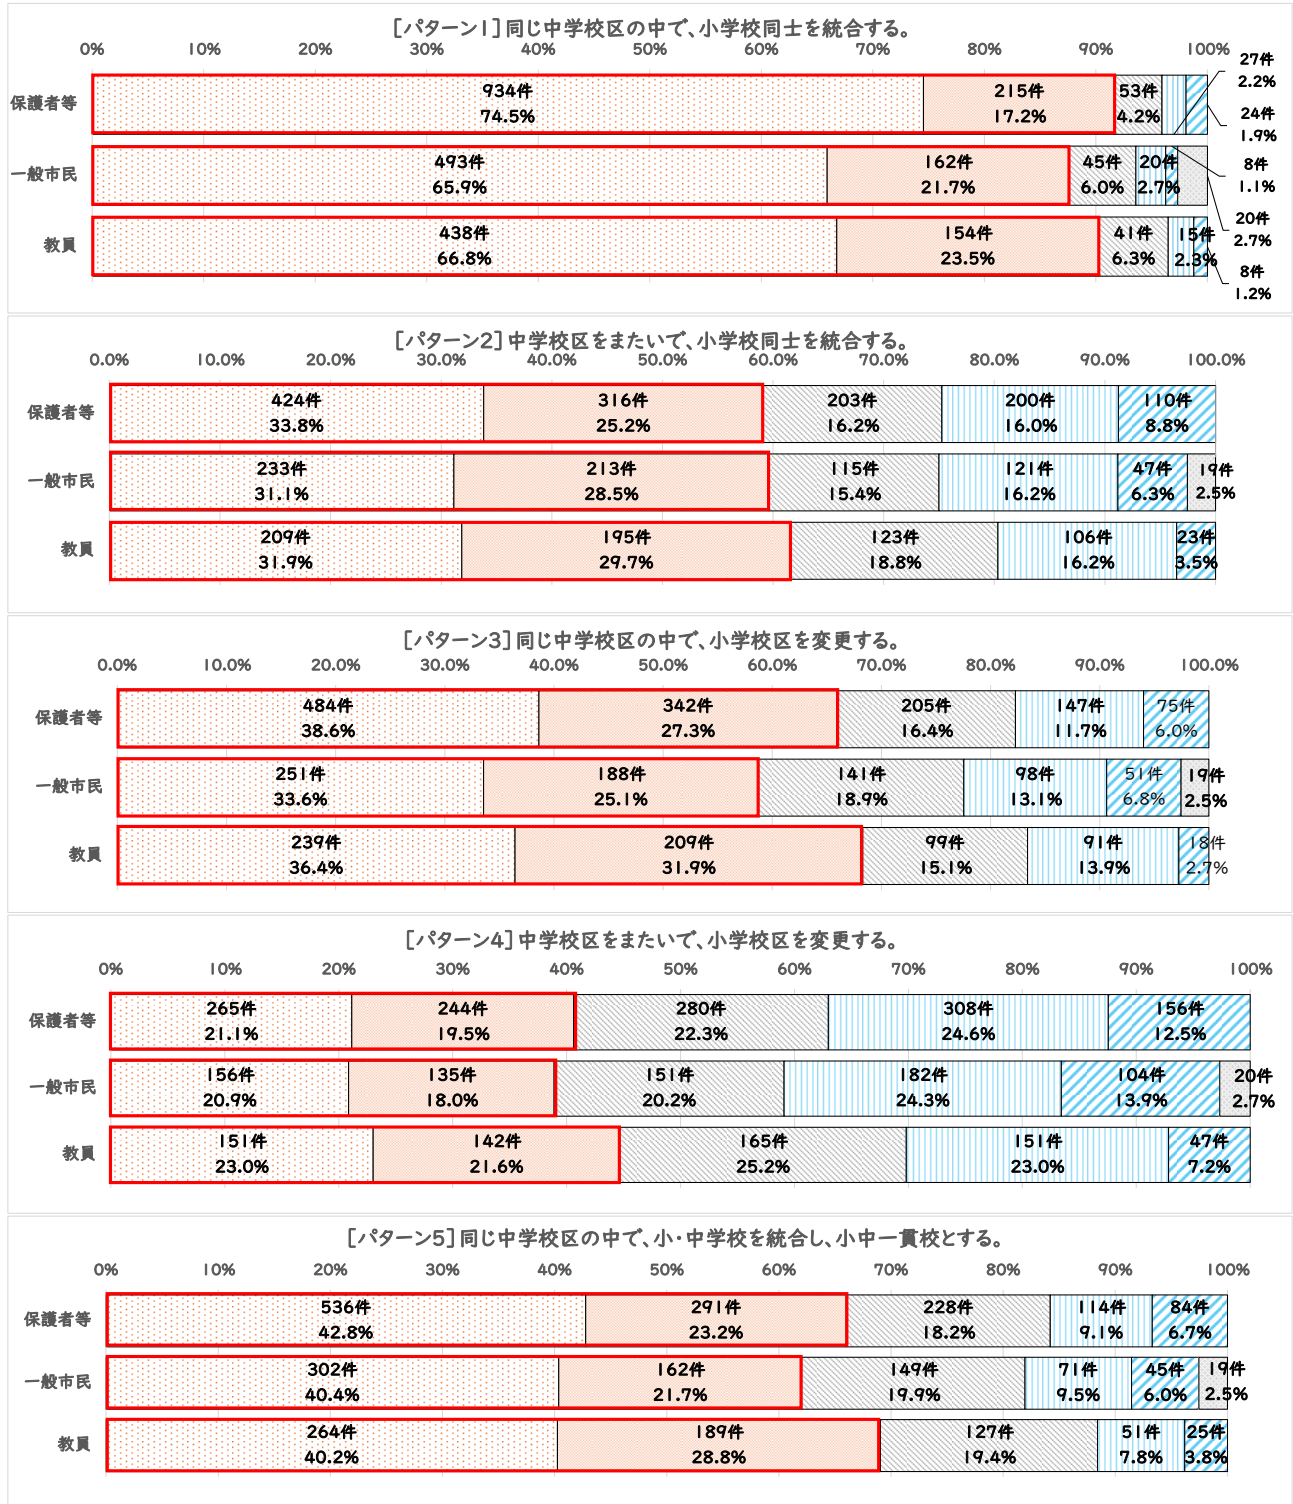 [パターン1]同じ中学校区の中で、小学校同士を統合する。
0% 10% 20% 30% 40% 50% 60% 70% 80% 90% 100%
保護者等
934件 215件 53件 27件 24件
74.5% 17.2% 4.2% 2.2% 1.9%
一般市民
493件 162件 45件 20件 8件 20件
65.9% 21.7% 6.0% 2.7% 1.1% 2.7%
教員
438件 154件 41件 15件 8件
66.8% 23.5% 6.3% 2.3% 1.2%
[パターン2]中学校区をまたいで、小学校同士を統合する。
0.0% 10.0% 20.0% 30.0% 40.0% 50.0% 60.0% 70.0% 80.0% 90.0% 100.0%
保護者等
424件 316件 203件 200件 110件
33.8% 25.2% 16.2% 16.0% 8.8%
一般市民
233件 213件 115件 121件 47件 19件
31.1% 28.5% 15.4% 16.2% 6.3% 2.5%
教員
209件 195件 123件 106件 23件
31.9% 29.7% 18.8% 16.2% 3.5%
[パターン3]同じ中学校区の中で、小学校区を変更する。
0.0% 10.0% 20.0% 30.0% 40.0% 50.0% 60.0% 70.0% 80.0% 90.0% 100.0%
保護者等
484件 342件 205件 147件 75件
38.6% 27.3% 16.4% 11.7% 6.0%
一般市民
251件 188件 141件 98件 51件 19件
33.6% 25.1% 18.9% 13.1% 6.8% 2.5%
教員
239件 209件 99件 91件 18件
36.4% 31.9% 15.1% 13.9% 2.7%
[パターン4]中学校区をまたいで、小学校区を変更する。
0% 10% 20% 30% 40% 50% 60% 70% 80% 90% 100%
保護者等
265件 244件 280件 308件 156件
21.1% 19.5% 22.3% 24.6% 12.5%
一般市民
156件 135件 151件 182件 104件 20件
20.9% 18.0% 20.2% 24.3% 13.9% 2.7%
教員
151件 142件 165件 151件 47件
23.0% 21.6% 25.2% 23.0% 7.2%
[パターン5]同じ中学校区の中で、小・中学校を統合し、小中一貫校とする。
0% 10% 20% 30% 40% 50% 60% 70% 80% 90% 100%
保護者等
536件 291件 228件 114件 84件
42.8% 23.2% 18.2% 9.1% 6.7%
一般市民
302件 162件 149件 71件 45件 19件
40.4% 21.7% 19.9% 9.5% 6.0% 2.5%
教員
264件 189件 127件 51件 25件
40.2% 28.8% 19.4% 7.8% 3.8%